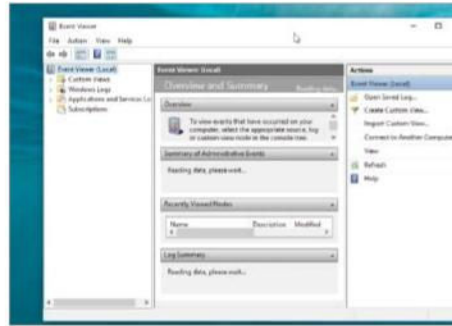 Event Viewer
File Action View Help
Event Viewer (Local)
Custom Views
Windows Logs
Applications and Services Lo
Subscriptions
Event Viewer (Local)
Overview and Summary
Reading data,
Overview
To view events that have occurred on your
computer, select the appropriate source, log
or custom view node in the console tree.
Summary of Administrative Events
Reading data, please wait...
Recently Viewed Nodes
Name Description Modified
Log Summary
Reading data, please wait...
Actions
Event Viewer (Local)
Open Saved Log...
Create Custom View...
Import Custom View...
Connect to Another Computer
View
Refresh
Help